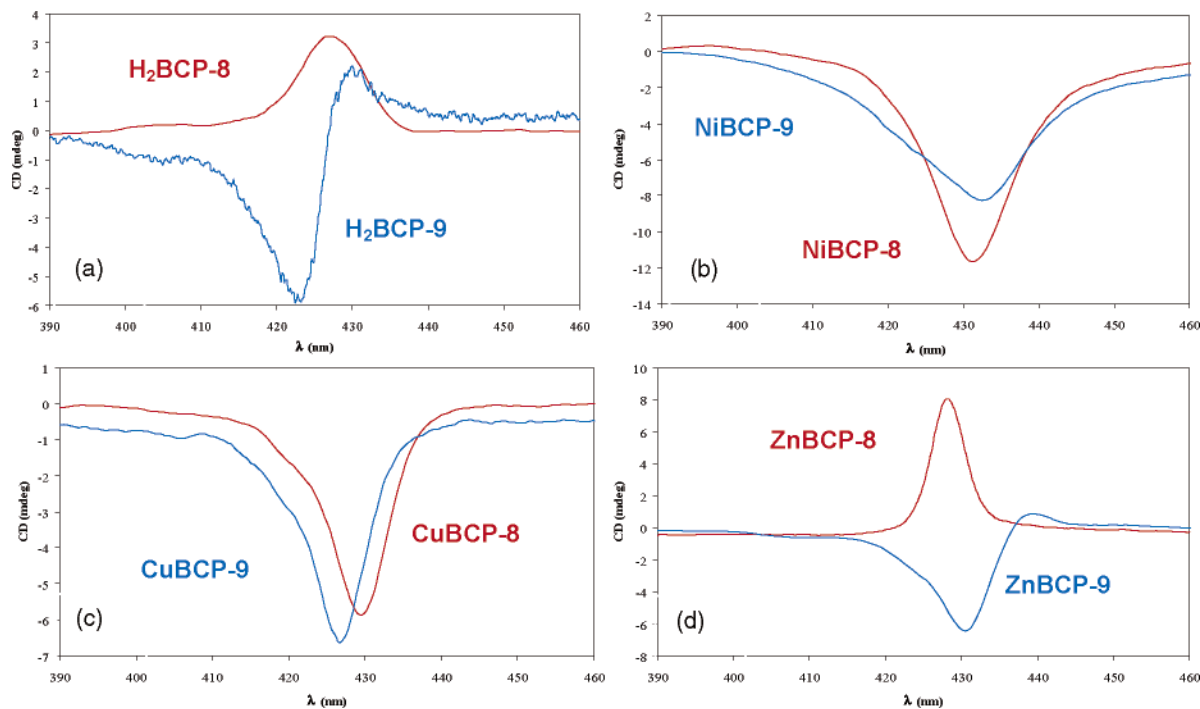 4
3
2
1
0
-1
-2
-3
-4
-5
-6
CD (mdeg)
H₂BCP-8
H₂BCP-9
(a)
390 400 410 420 430 440 450 460
λ (nm)
2
0
-2
-4
-6
-8
-10
-12
-14
CD (mdeg)
NiBCP-9
NiBCP-8
(b)
390 400 410 420 430 440 450 460
λ (nm)
1
0
-1
-2
-3
-4
-5
-6
-7
CD (mdeg)
CuBCP-8
CuBCP-9
(c)
390 400 410 420 430 440 450 460
λ (nm)
10
8
6
4
2
0
-2
-4
-6
-8
CD (mdeg)
ZnBCP-8
ZnBCP-9
(d)
390 400 410 420 430 440 450 460
λ (nm)